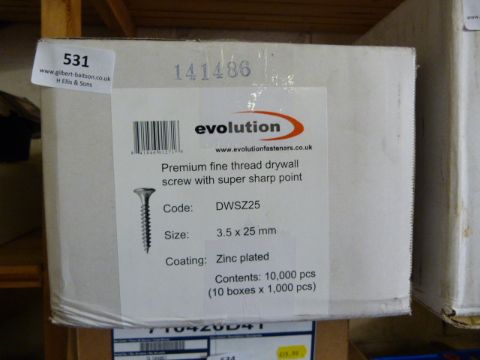 531
www.gilbert-baitson.co.uk
H Ellis & Sons
141486
evolution
www.evolutionfasteners.co.uk
Premium fine thread drywall
screw with super sharp point
Code: DWSZ25
Size: 3.5 x 25 mm
Coating: Zinc plated
Contents: 10,000 pcs
(10 boxes x 1,000 pcs)